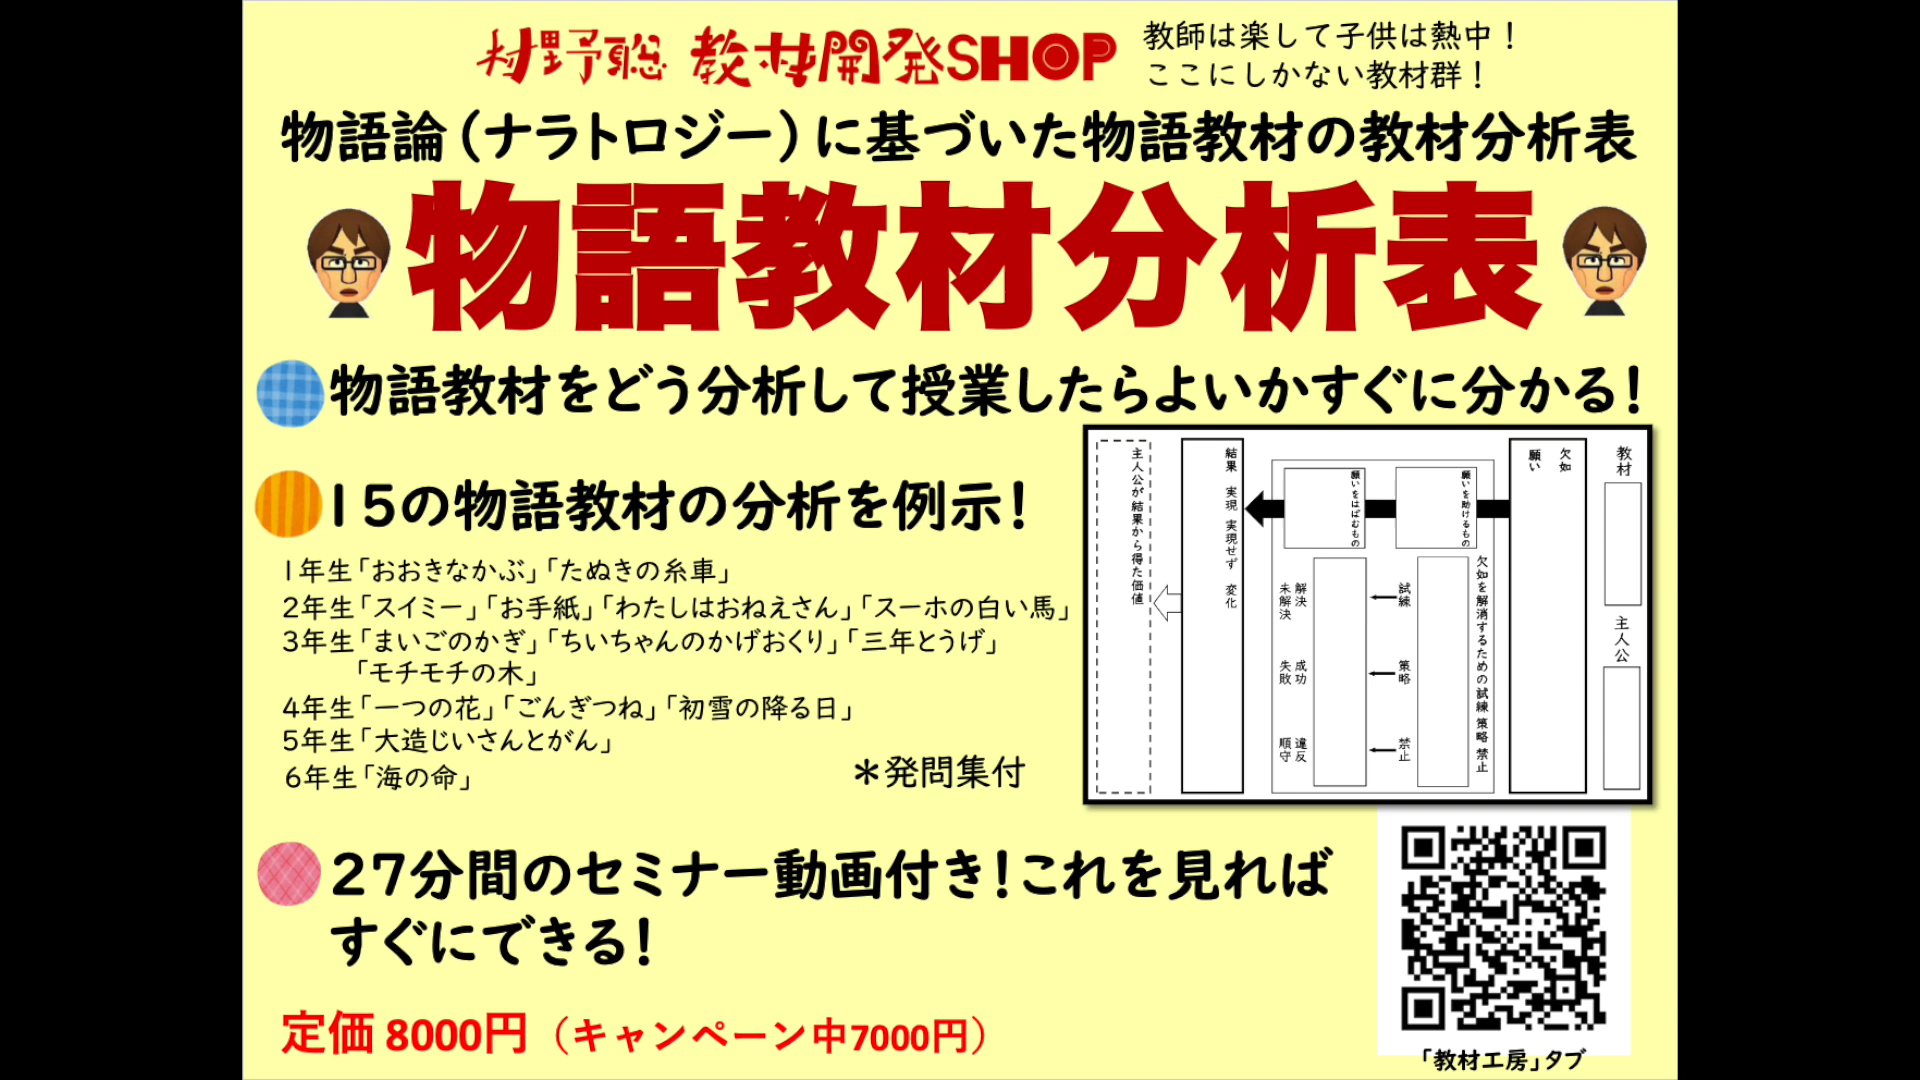 村野聡 教材開発SHOP
教師は楽して子供は熱中！
ここにしかない教材群！
物語論（ナラトロジー）に基づいた物語教材の教材分析表
物語教材分析表
物語教材をどう分析して授業したらよいかすぐに分かる！
15の物語教材の分析を例示！
1年生「おおきなかぶ」「たぬきの糸車」
2年生「スイミー」「お手紙」「わたしはおねえさん」「スーホの白い馬」
3年生「まいごのかぎ」「ちいちゃんのかげおくり」「三年とうげ」
「モチモチの木」
4年生「一つの花」「ごんぎつね」「初雪の降る日」
5年生「大造じいさんとがん」
6年生「海の命」
＊発問集付
教材
主人公
欠如
願い
願いを助けるもの
願いをはばむもの
欠如を解消するための試練 策略 禁止
試練
策略
禁止
解決
未解決
成功
失敗
違反
順守
結果 実現 実現せず 変化
主人公が結果から得た価値
27分間のセミナー動画付き！これを見れば
すぐにできる！
定価 8000円（キャンペーン中7000円）
「教材工房」タブ